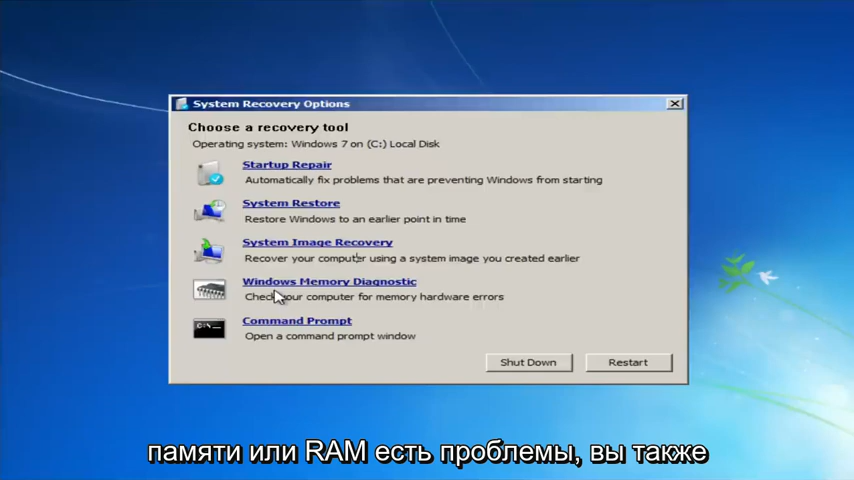 System Recovery Options
Choose a recovery tool
Operating system: Windows 7 on (C:) Local Disk
Startup Repair
Automatically fix problems that are preventing Windows from starting
System Restore
Restore Windows to an earlier point in time
System Image Recovery
Recover your computer using a system image you created earlier
Windows Memory Diagnostic
Check your computer for memory hardware errors
C:\_
Command Prompt
Open a command prompt window
Shut Down
Restart
памяти или RAM есть проблемы, вы также